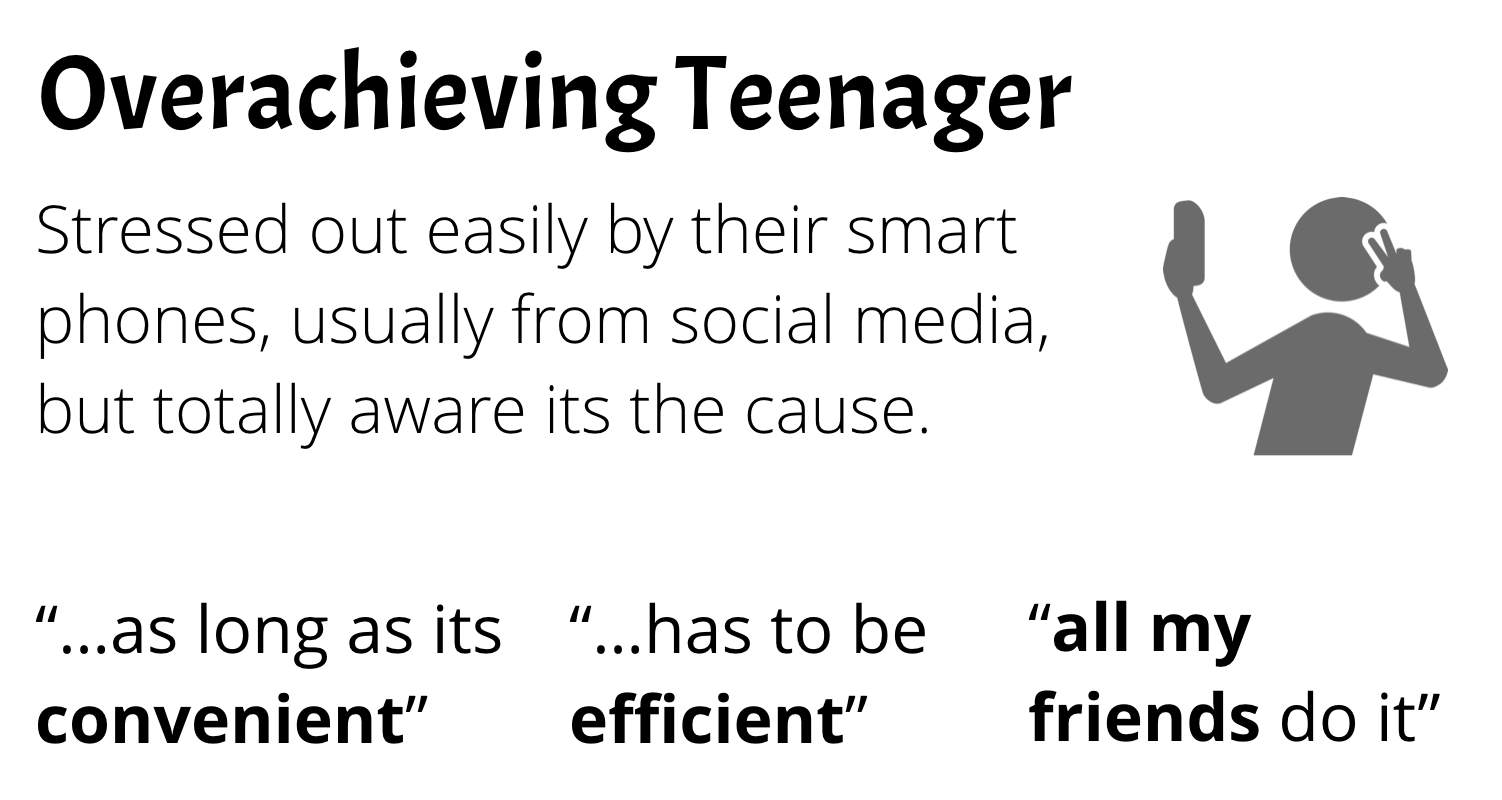 Overachieving Teenager
Stressed out easily by their smart
phones, usually from social media,
but totally aware its the cause.
“...as long as its
convenient”
“...has to be
efficient”
“all my
friends do it”